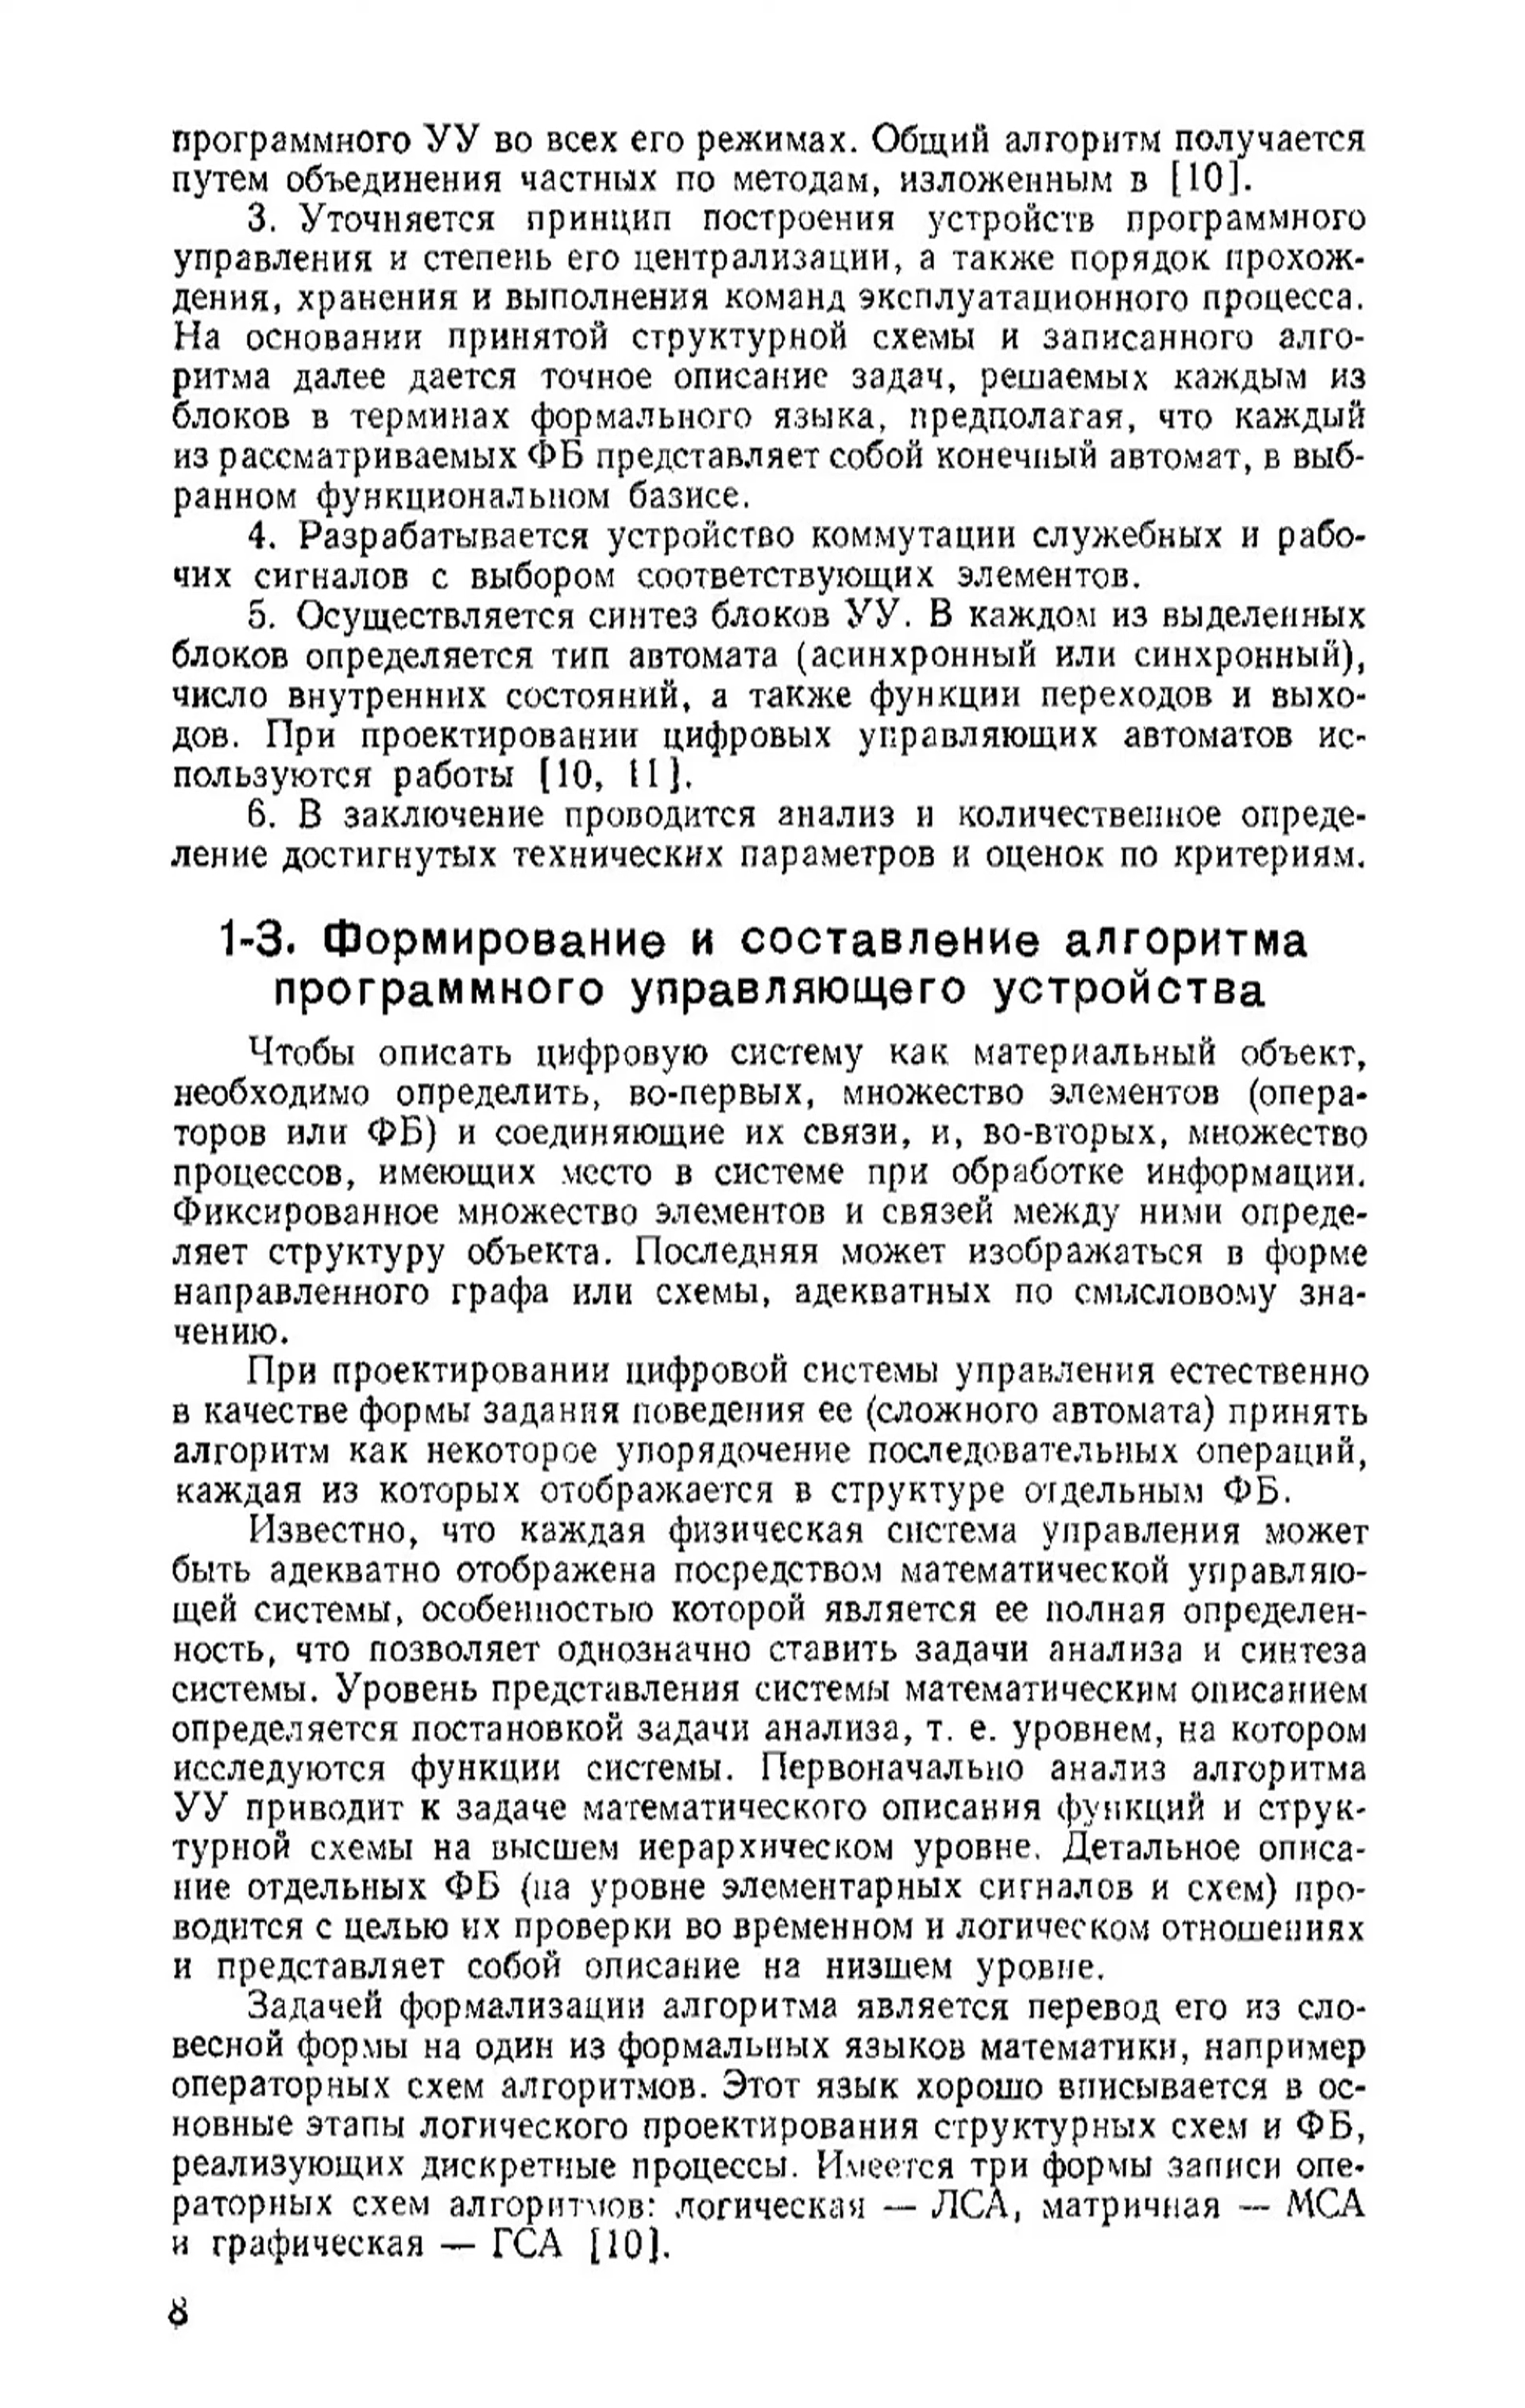 программного УУ во всех его режимах. Общий алгоритм получается
путем объединения частных по методам, изложенным в [10].
3. Уточняется принцип построения устройств программного
управления и степень его централизации, а также порядок прохож-
дения, хранения и выполнения команд эксплуатационного процесса.
На основании принятой структурной схемы и записанного алго-
ритма далее дается точное описание задач, решаемых каждым из
блоков в терминах формального языка, предполагая, что каждый
из рассматриваемых ФБ представляет собой конечный автомат, в выб-
ранном функциональном базисе.
4. Разрабатывается устройство коммутации служебных и рабо-
чих сигналов с выбором соответствующих элементов.
5. Осуществляется синтез блоков УУ. В каждом из выделенных
блоков определяется тип автомата (асинхронный или синхронный),
число внутренних состояний, а также функции переходов и выхо-
дов. При проектировании цифровых управляющих автоматов ис-
пользуются работы [10, 11].
6. В заключение проводится анализ и количественное опреде-
ление достигнутых технических параметров и оценок по критериям.
1-3. Формирование и составление алгоритма
программного управляющего устройства
Чтобы описать цифровую систему как материальный объект,
необходимо определить, во-первых, множество элементов (опера-
торов или ФБ) и соединяющие их связи, и, во-вторых, множество
процессов, имеющих место в системе при обработке информации.
Фиксированное множество элементов и связей между ними опреде-
ляет структуру объекта. Последняя может изображаться в форме
направленного графа или схемы, адекватных по смысловому зна-
чению.
При проектировании цифровой системы управления естественно
в качестве формы задания поведения ее (сложного автомата) принять
алгоритм как некоторое упорядочение последовательных операций,
каждая из которых отображается в структуре отдельным ФБ.
Известно, что каждая физическая система управления может
быть адекватно отображена посредством математической управляю-
щей системы, особенностью которой является ее полная определен-
ность, что позволяет однозначно ставить задачи анализа и синтеза
системы. Уровень представления системы математическим описанием
определяется постановкой задачи анализа, т. е. уровнем, на котором
исследуются функции системы. Первоначально анализ алгоритма
УУ приводит к задаче математического описания функций и струк-
турной схемы на высшем иерархическом уровне. Детальное описа-
ние отдельных ФБ (на уровне элементарных сигналов и схем) про-
водится с целью их проверки во временном и логическом отношениях
и представляет собой описание на низшем уровне.
Задачей формализации алгоритма является перевод его из сло-
весной формы на один из формальных языков математики, например
операторных схем алгоритмов. Этот язык хорошо вписывается в ос-
новные этапы логического проектирования структурных схем и ФБ,
реализующих дискретные процессы. Имеется три формы записи опе-
раторных схем алгоритмов: логическая — ЛСА, матричная — МСА
и графическая — ГСА [10].
8